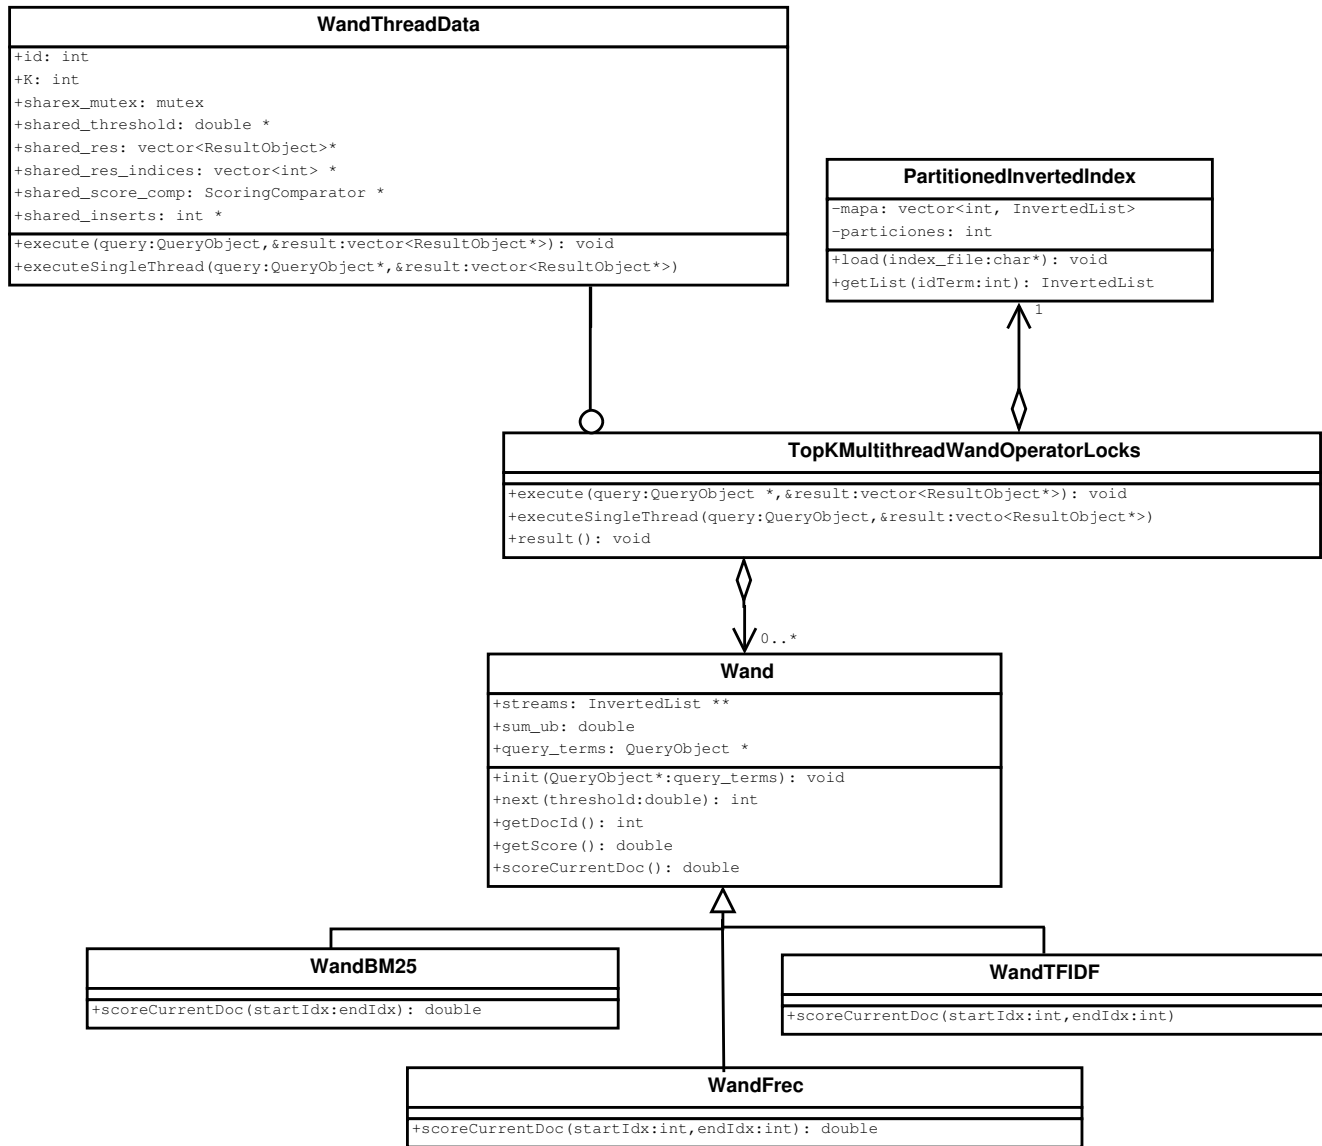 WandThreadData
+id: int
+K: int
+sharex_mutex: mutex
+shared_threshold: double *
+shared_res: vector<ResultObject>*
+shared_res_indices: vector<int> *
+shared_score_comp: ScoringComparator *
+shared_inserts: int *
+execute(query:QueryObject,&result:vector<ResultObject*>): void
+executeSingleThread(query:QueryObject*,&result:vector<ResultObject*>)
PartitionedInvertedIndex
-mapa: vector<int, InvertedList>
-particiones: int
+load(index_file:char*): void
+getList(idTerm:int): InvertedList
1
TopKMultithreadWandOperatorLocks
+execute(query:QueryObject *,&result:vector<ResultObject*>): void
+executeSingleThread(query:QueryObject,&result:vecto<ResultObject*>)
+result(): void
0..*
Wand
+streams: InvertedList **
+sum_ub: double
+query_terms: QueryObject *
+init(QueryObject*:query_terms): void
+next(threshold:double): int
+getDocId(): int
+getScore(): double
+scoreCurrentDoc(): double
WandBM25
+scoreCurrentDoc(startIdx:endIdx): double
WandTFIDF
+scoreCurrentDoc(startIdx:int,endIdx:int)
WandFrec
+scoreCurrentDoc(startIdx:int,endIdx:int): double